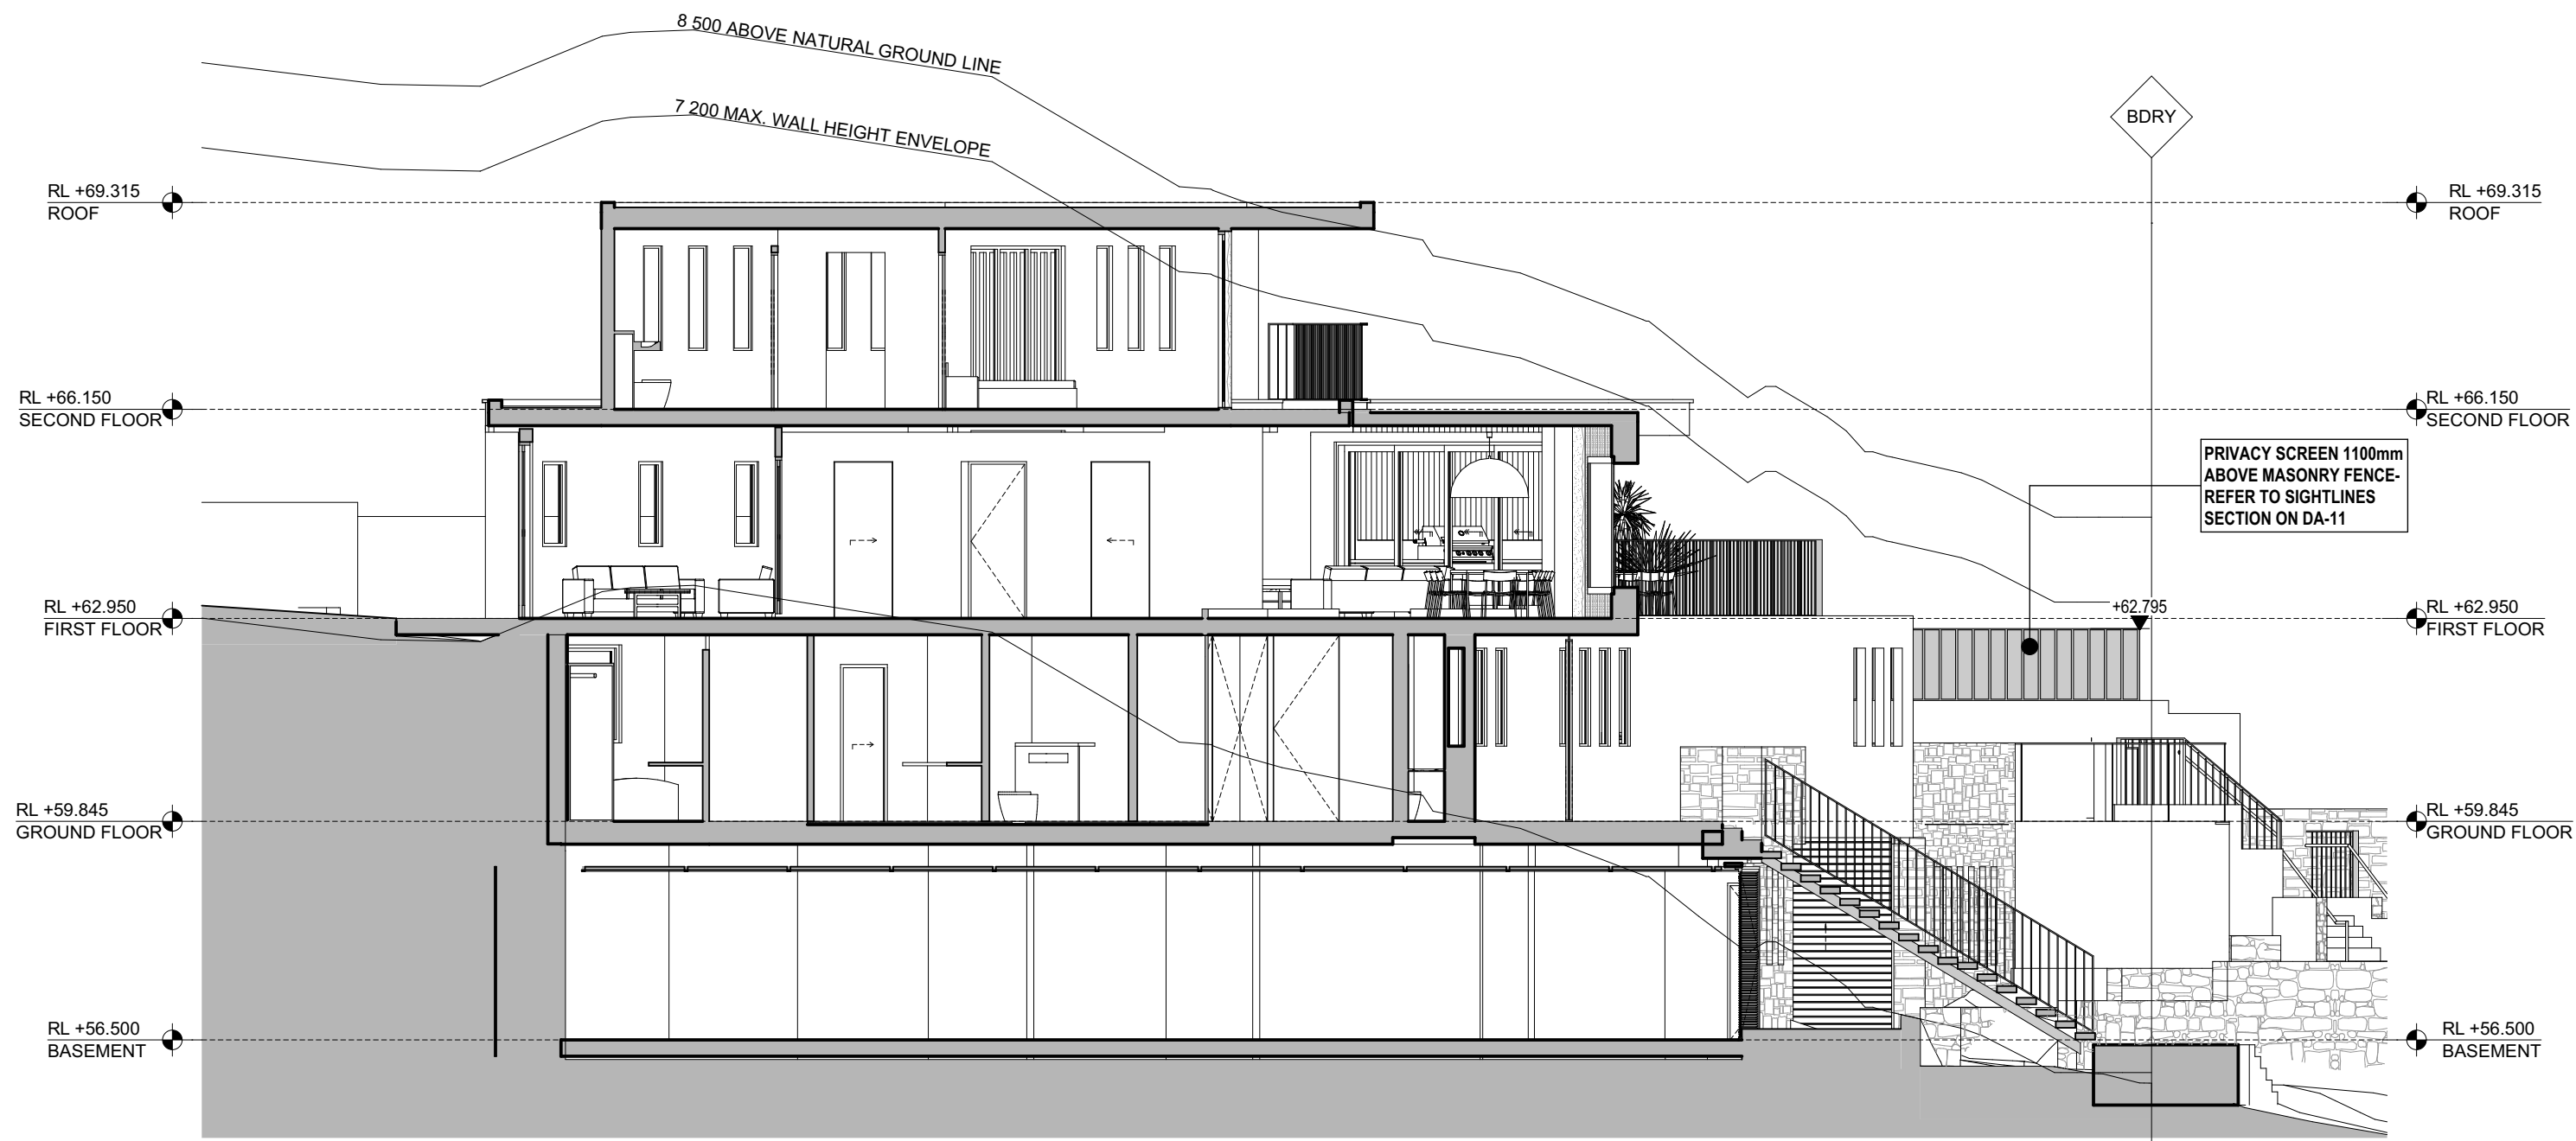 8 500 ABOVE NATURAL GROUND LINE
7 200 MAX. WALL HEIGHT ENVELOPE
BDRY
RL +69.315
ROOF
RL +69.315
ROOF
RL +66.150
SECOND FLOOR
RL +66.150
SECOND FLOOR
PRIVACY SCREEN 1100mm
ABOVE MASONRY FENCE-
REFER TO SIGHTLINES
SECTION ON DA-11
RL +62.950
FIRST FLOOR
+62.795
RL +62.950
FIRST FLOOR
RL +59.845
GROUND FLOOR
RL +59.845
GROUND FLOOR
RL +56.500
BASEMENT
RL +56.500
BASEMENT